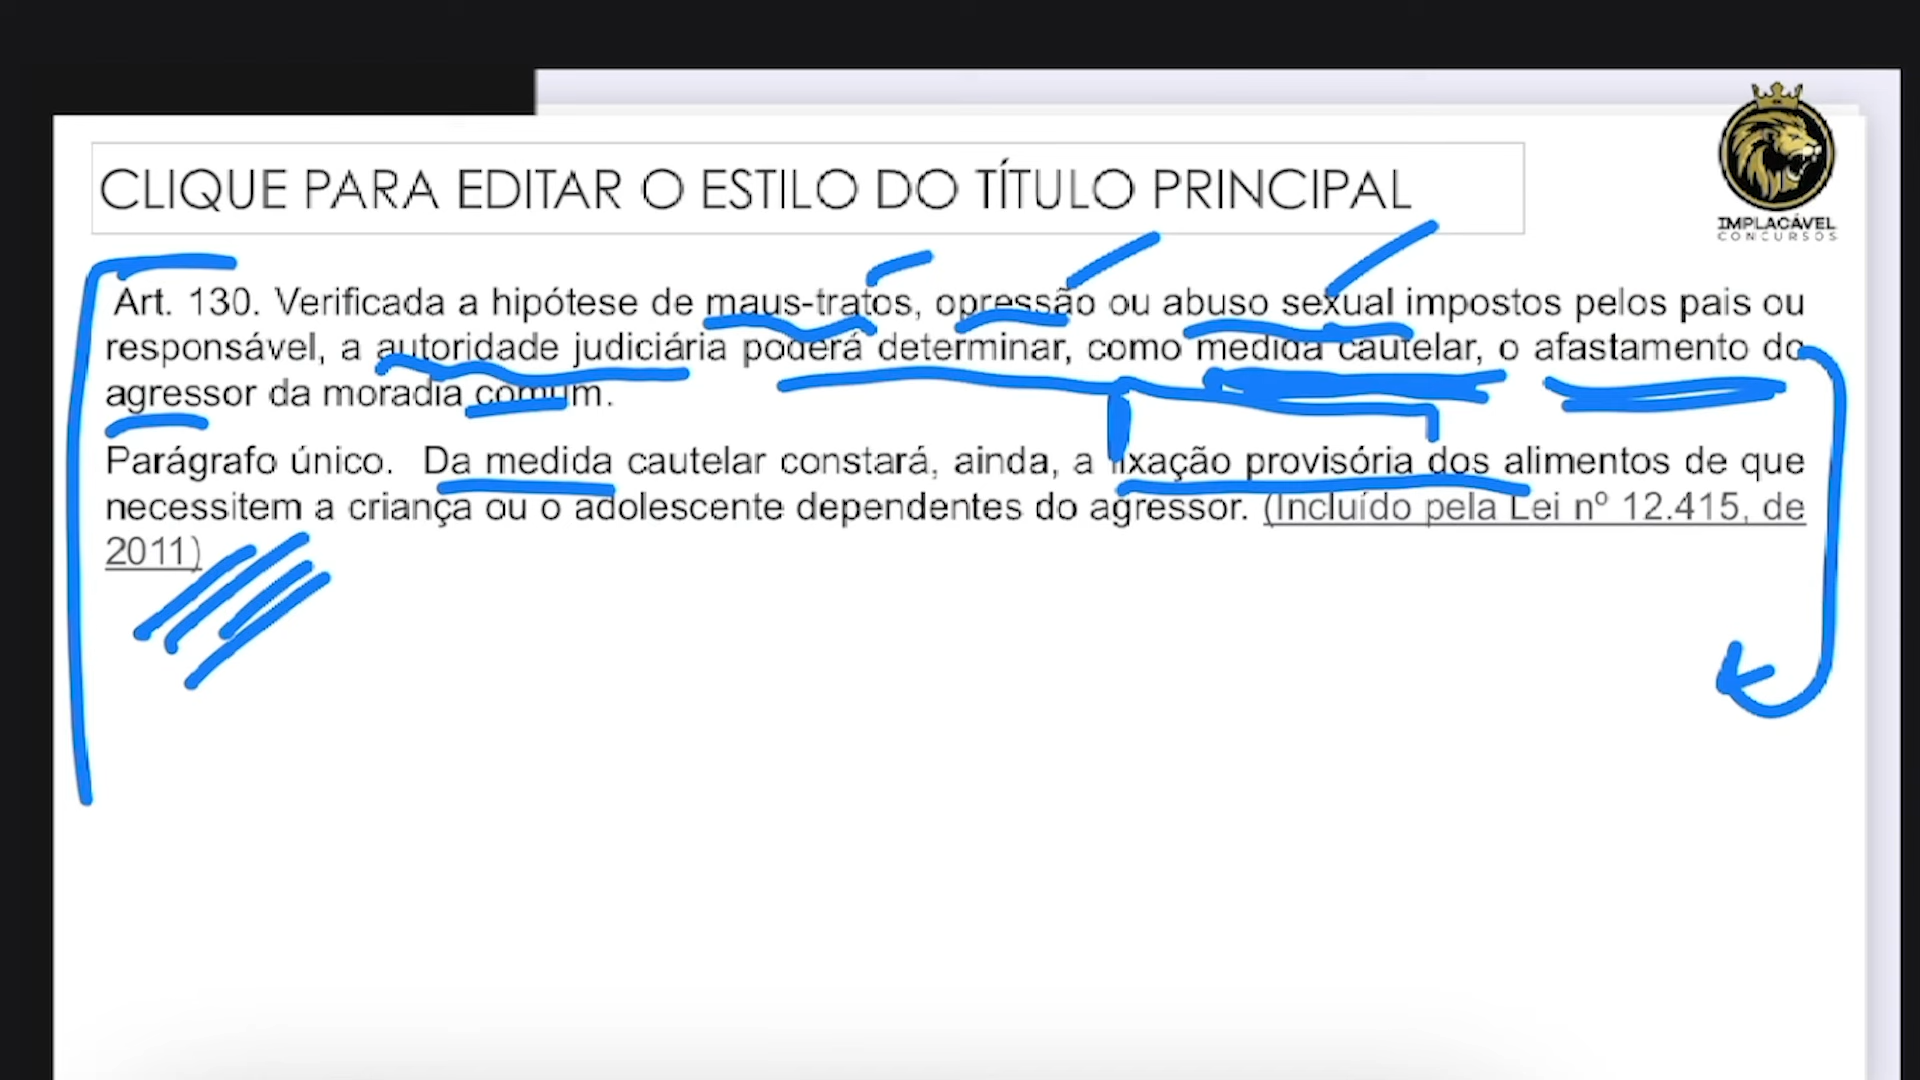 CLIQUE PARA EDITAR O ESTILO DO TÍTULO PRINCIPAL
IMPLACÁVEL
CONCURSOS
Art. 130. Verificada a hipótese de maus-tratos, opressão ou abuso sexual impostos pelos pais ou
responsável, a autoridade judiciária poderá determinar, como medida cautelar, o afastamento do
agressor da moradia comum.
Parágrafo único. Da medida cautelar constará, ainda, a fixação provisória dos alimentos de que
necessitem a criança ou o adolescente dependentes do agressor. (Incluído pela Lei nº 12.415, de
2011)